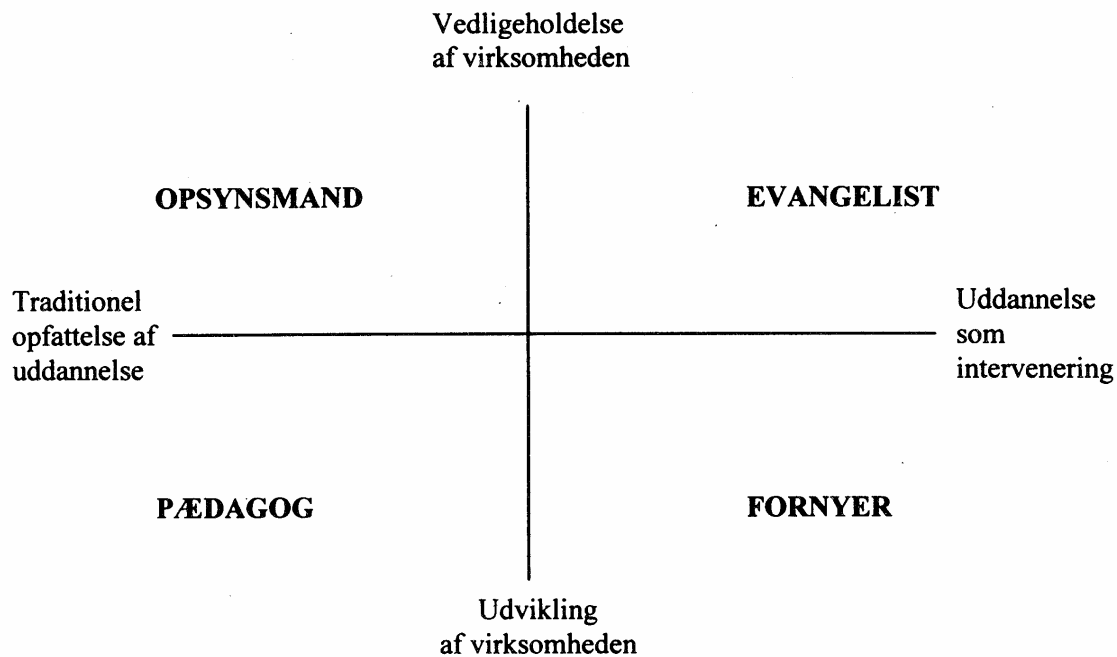 Vedligeholdelse
af virksomheden
OPSYNSMAND
EVANGELIST
Traditionel
opfattelse af
uddannelse
Uddannelse
som
intervenering
PÆDAGOG
FORNYER
Udvikling
af virksomheden